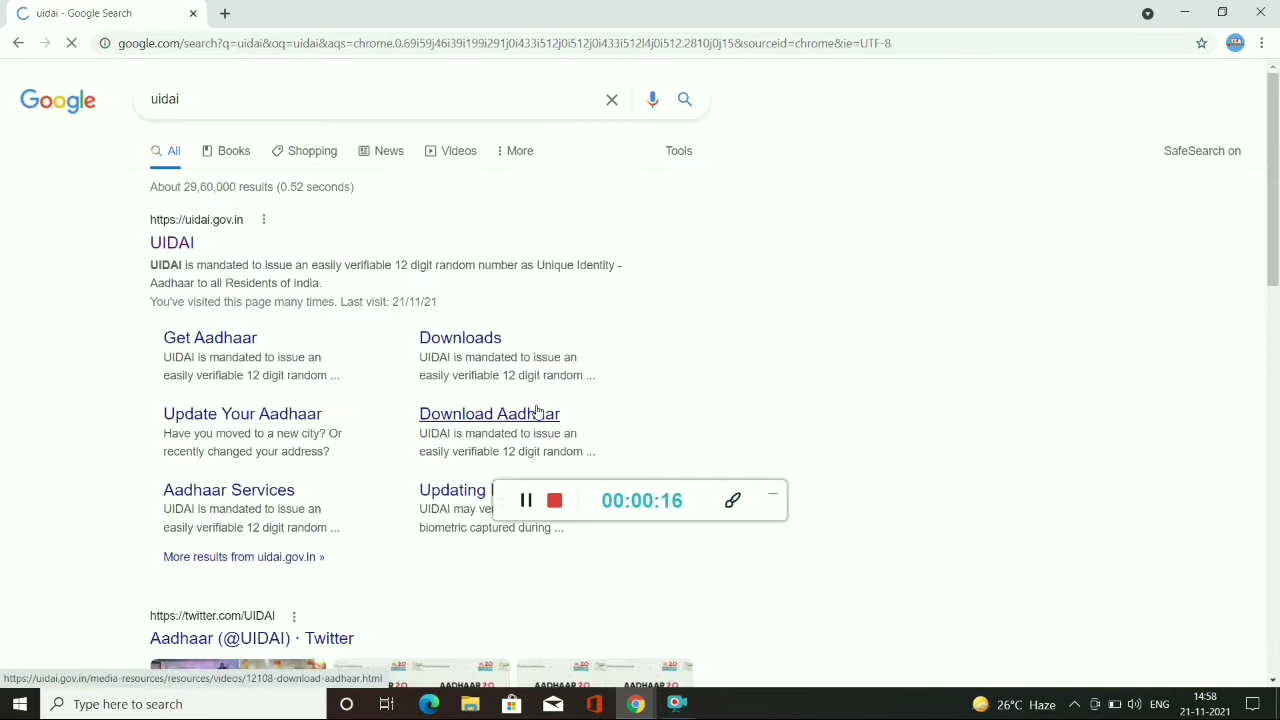 uidai - Google Search
google.com/search?q=uidai&oq=uidai&aqs=chrome.0.69i59j46i39i199i291j0i433i512j0i512j0i433i512l4j0i512.2810j0j15&sourceid=chrome&ie=UTF-8
Google
uidai
All Books Shopping News Videos More Tools SafeSearch on
About 29,60,000 results (0.52 seconds)
https://uidai.gov.in
UIDAI
UIDAI is mandated to issue an easily verifiable 12 digit random number as Unique Identity -
Aadhaar to all Residents of India.
You've visited this page many times. Last visit: 21/11/21
Get Aadhaar
UIDAI is mandated to issue an
easily verifiable 12 digit random ...
Downloads
UIDAI is mandated to issue an
easily verifiable 12 digit random ...
Update Your Aadhaar
Have you moved to a new city? Or
recently changed your address?
Download Aadhaar
UIDAI is mandated to issue an
easily verifiable 12 digit random ...
Aadhaar Services
UIDAI is mandated to issue an
easily verifiable 12 digit random ...
Updating
UIDAI may
biometric captured during ...
00:00:16
More results from uidai.gov.in »
https://twitter.com/UIDAI
Aadhaar (@UIDAI) · Twitter
AADHAAR 20
AADHAAR 20
https://uidai.gov.in/media-resources/resources/videos/12108-download-aadhaar.html
Type here to search
26°C Haze
ENG
14:58
21-11-2021